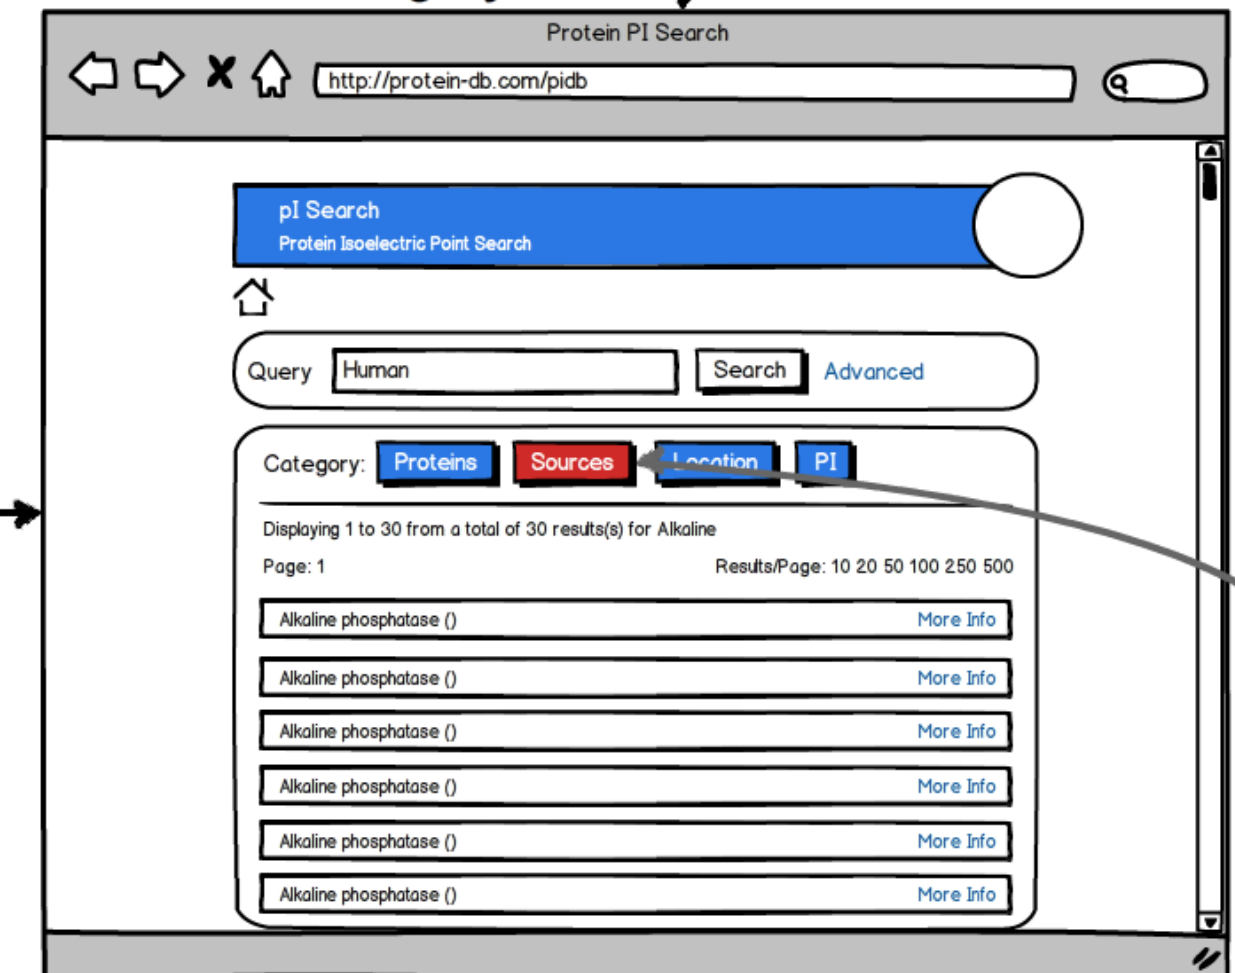 Protein PI Search
http://protein-db.com/pidb
pI Search
Protein Isoelectric Point Search
Query Human Search Advanced
Category: Proteins Sources Location PI
Displaying 1 to 30 from a total of 30 results(s) for Alkaline
Page: 1 Results/Page: 10 20 50 100 250 500
Alkaline phosphatase () More Info
Alkaline phosphatase () More Info
Alkaline phosphatase () More Info
Alkaline phosphatase () More Info
Alkaline phosphatase () More Info
Alkaline phosphatase () More Info